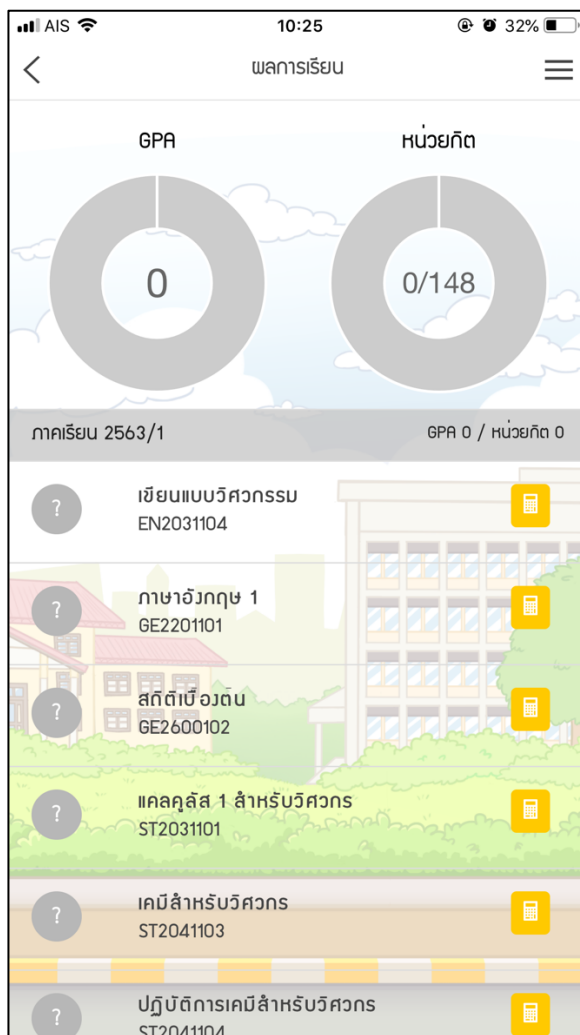 AIS 10:25 32%
ผลการเรียน
GPA หน่วยกิต
0 0/148
ภาคเรียน 2563/1 GPA 0 / หน่วยกิต 0
? เขียนแบบวิศวกรรม
EN2031104
? ภาษาอังกฤษ 1
GE2201101
? สถิติเบื้องต้น
GE2600102
? แคลคูลัส 1 สำหรับวิศวกร
ST2031101
? เคมีสำหรับวิศวกร
ST2041103
? ปฏิบัติการเคมีสำหรับวิศวกร
ST2041104